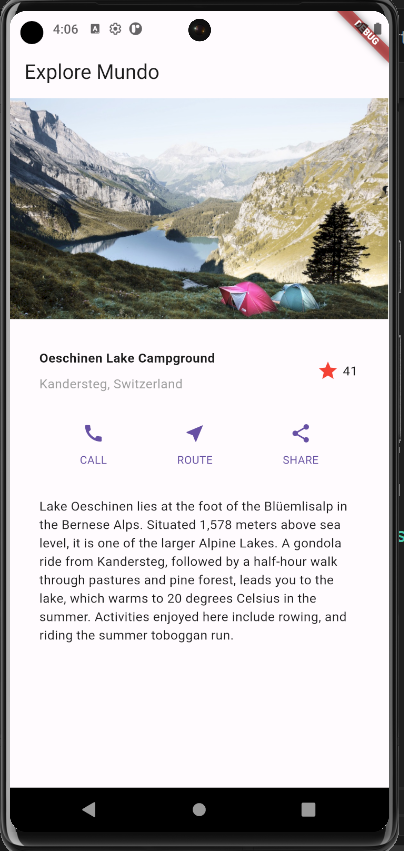 4:06
DEBUG
Explore Mundo
Oeschinen Lake Campground
Kandersteg, Switzerland
41
CALL
ROUTE
SHARE
Lake Oeschinen lies at the foot of the Blüemlisalp in
the Bernese Alps. Situated 1,578 meters above sea
level, it is one of the larger Alpine Lakes. A gondola
ride from Kandersteg, followed by a half-hour walk
through pastures and pine forest, leads you to the
lake, which warms to 20 degrees Celsius in the
summer. Activities enjoyed here include rowing, and
riding the summer toboggan run.